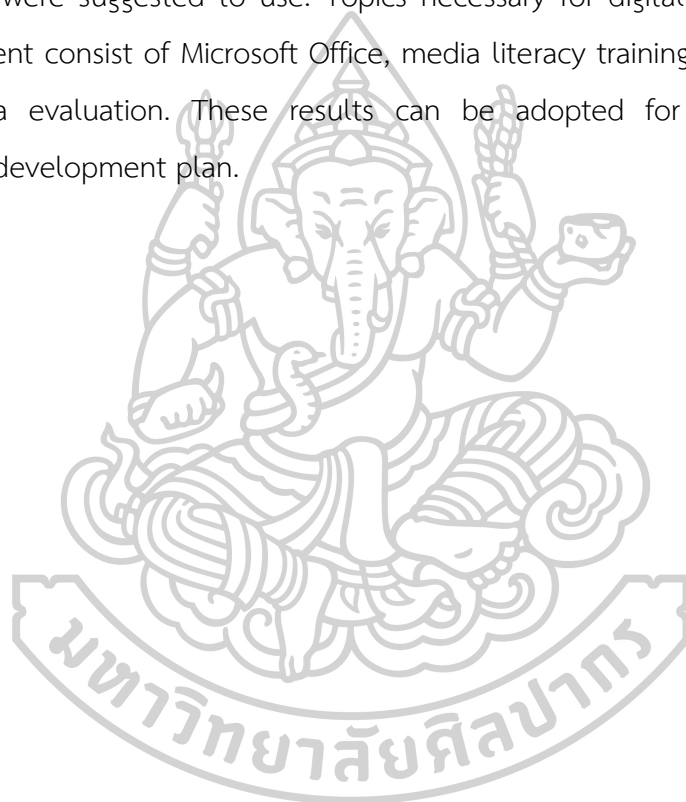 were suggested to use. Topics necessary for digital
ent consist of Microsoft Office, media literacy training
a evaluation. These results can be adopted for
development plan.
มหาวิทยาลัยศิลปากร